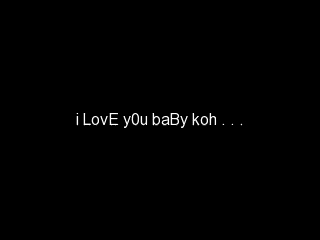 i LovE y0u baBy koh . . .